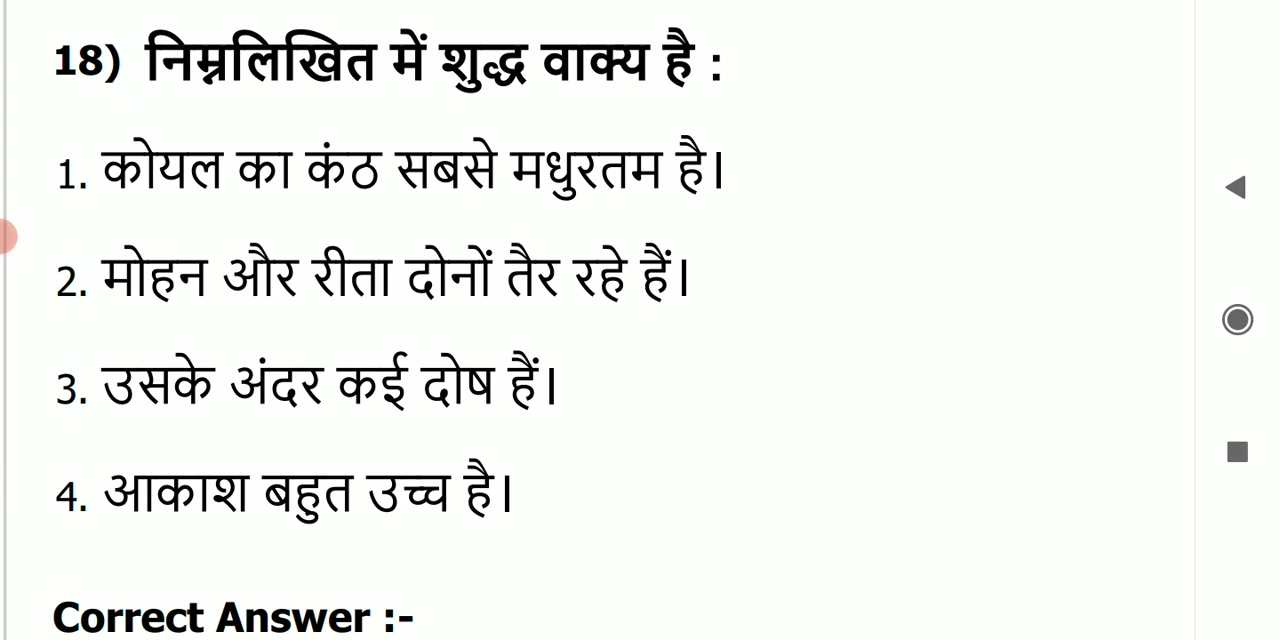 18) निम्नलिखित में शुद्ध वाक्य है :
1. कोयल का कंठ सबसे मधुरतम है।
2. मोहन और रीता दोनों तैर रहे हैं।
3. उसके अंदर कई दोष हैं।
4. आकाश बहुत उच्च है।
Correct Answer :-